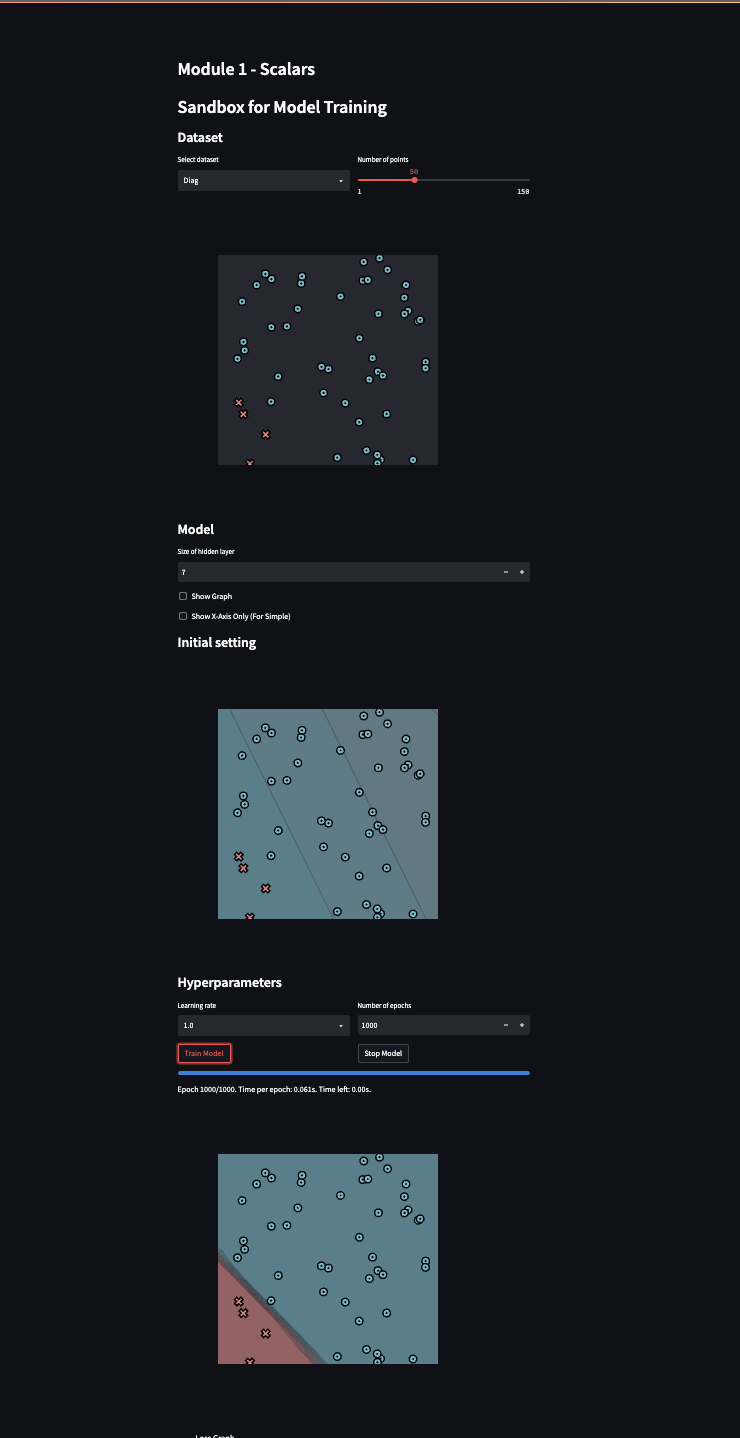 Module 1 - Scalars
Sandbox for Model Training
Dataset
Select dataset
Number of points
50
Diag
1
150
Model
Size of hidden layer
7
Show Graph
Show X-Axis Only (For Simple)
Initial setting
Hyperparameters
Learning rate
Number of epochs
1.0
1000
Train Model
Stop Model
Epoch 1000/1000. Time per epoch: 0.061s. Time left: 0.00s.
Loss Graph